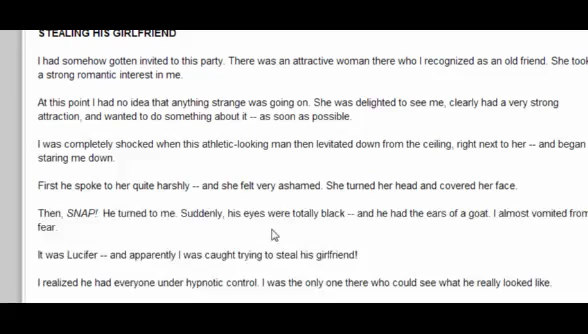 STEALING HIS GIRLFRIEND
I had somehow gotten invited to this party. There was an attractive woman there who I recognized as an old friend. She took
a strong romantic interest in me.
At this point I had no idea that anything strange was going on. She was delighted to see me, clearly had a very strong
attraction, and wanted to do something about it -- as soon as possible.
I was completely shocked when this athletic-looking man then levitated down from the ceiling, right next to her -- and began
staring me down.
First he spoke to her quite harshly -- and she felt very ashamed. She turned her head and covered her face.
Then, SNAP! He turned to me. Suddenly, his eyes were totally black -- and he had the ears of a goat. I almost vomited from
fear.
It was Lucifer -- and apparently I was caught trying to steal his girlfriend!
I realized he had everyone under hypnotic control. I was the only one there who could see what he really looked like.